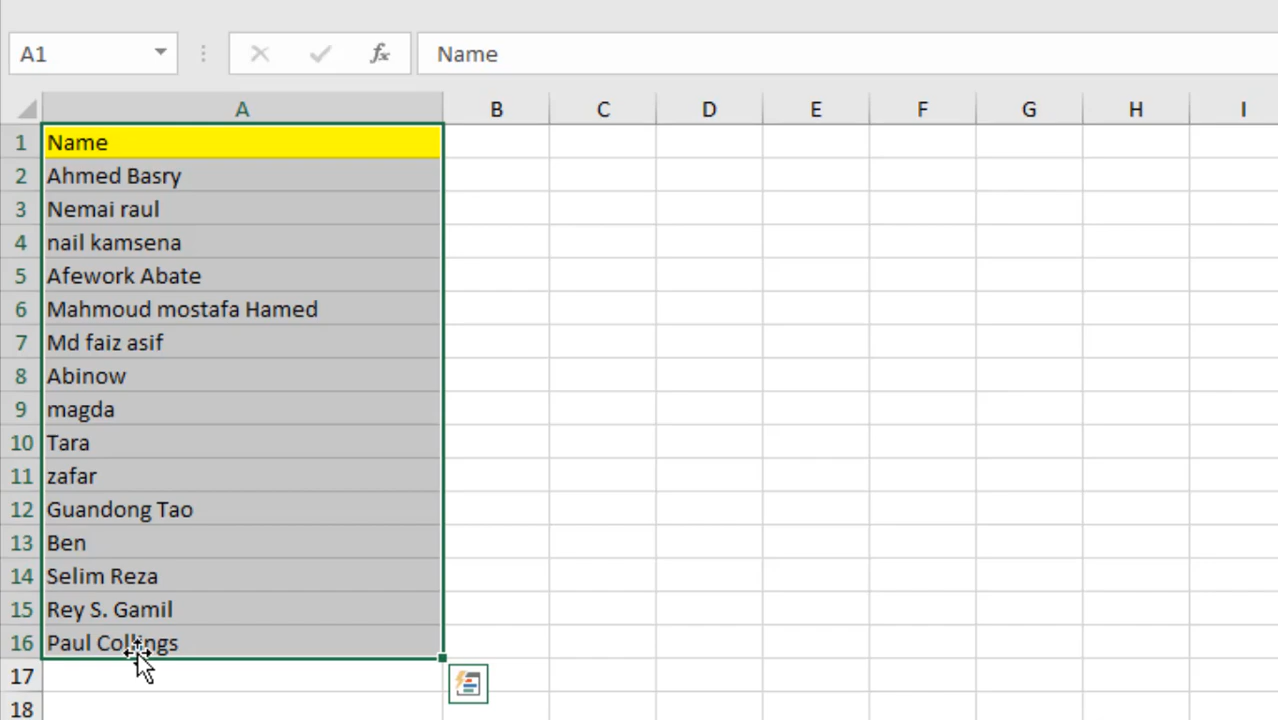 A1 fx Name
A B C D E F G H I
1 Name
2 Ahmed Basry
3 Nemai raul
4 nail kamsena
5 Afework Abate
6 Mahmoud mostafa Hamed
7 Md faiz asif
8 Abinow
9 magda
10 Tara
11 zafar
12 Guandong Tao
13 Ben
14 Selim Reza
15 Rey S. Gamil
16 Paul Collings
17
18